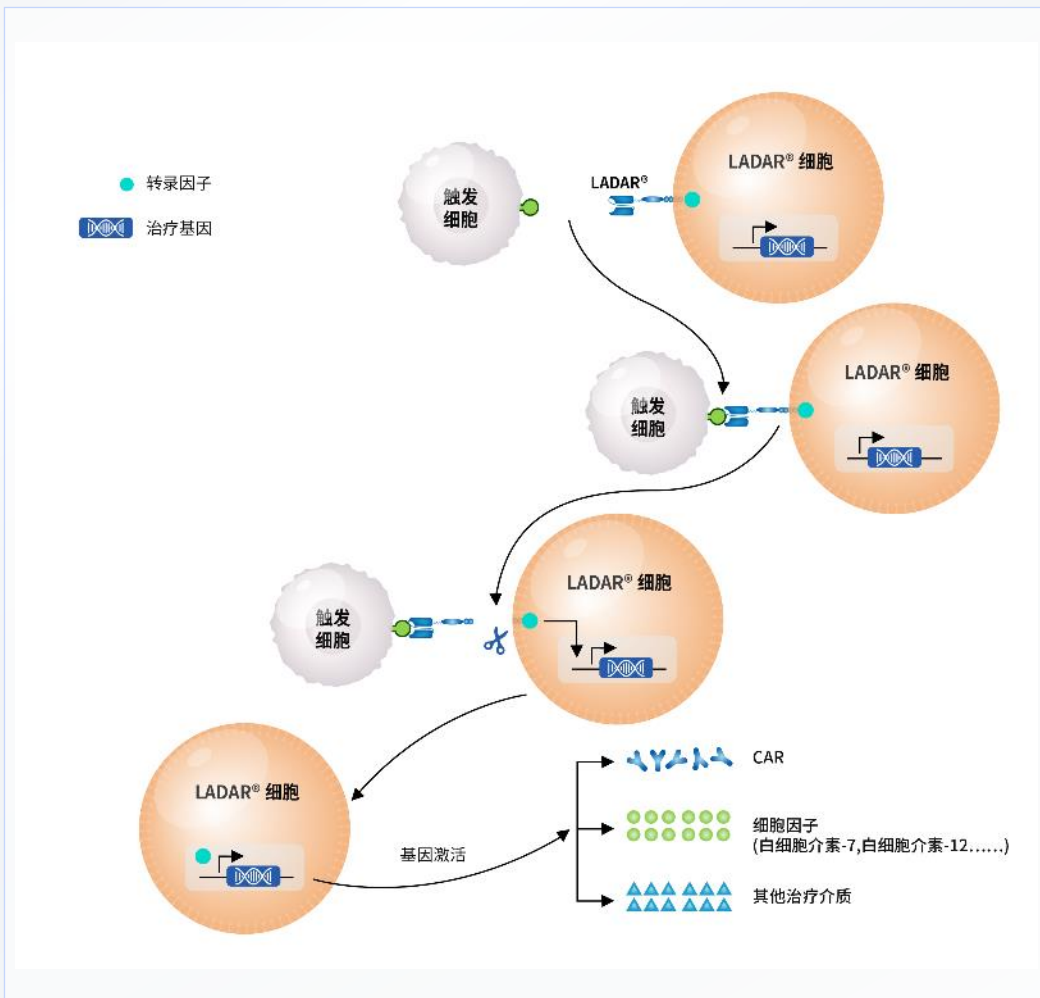 转录因子
治疗基因
触发
细胞
LADAR®
LADAR® 细胞
触发
细胞
LADAR® 细胞
触发
细胞
LADAR® 细胞
LADAR® 细胞
基因激活
CAR
细胞因子
(白细胞介素-7,白细胞介素-12……)
其他治疗介质